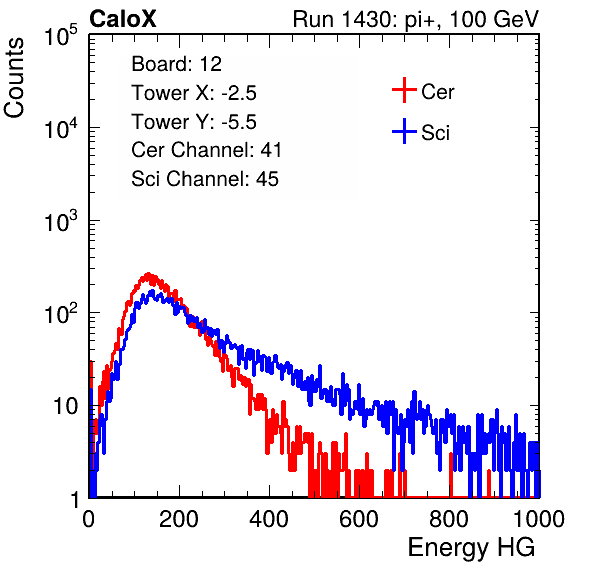 CaloX Run 1430: pi+, 100 GeV
Counts
Board: 12
Tower X: -2.5
Tower Y: -5.5
Cer Channel: 41
Sci Channel: 45
Cer
Sci
10^5
10^4
10^3
10^2
10
1
0 200 400 600 800 1000
Energy HG